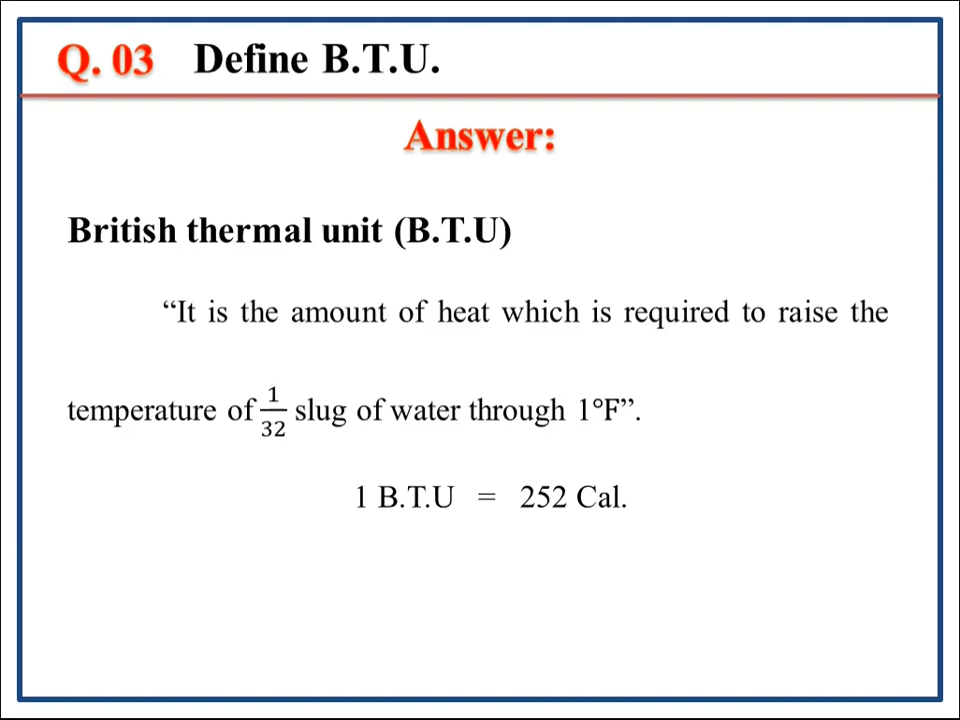 Q. 03 Define B.T.U.
Answer:
British thermal unit (B.T.U)
“It is the amount of heat which is required to raise the
temperature of 1/32 slug of water through 1°F”.
1 B.T.U = 252 Cal.